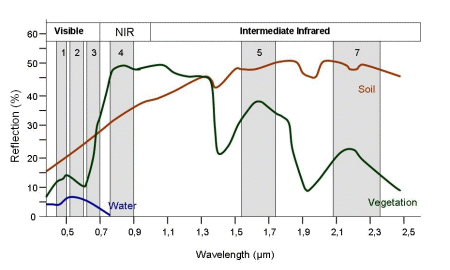 Visible NIR Intermediate Infrared
1 2 3 4 5 7
60
50
40
30
20
10
0
Reflection (%)
Soil
Water
Vegetation
0,5 0,7 0,9 1,1 1,3 1,5 1,7 2,1 2,3 2,5
Wavelength (μm)